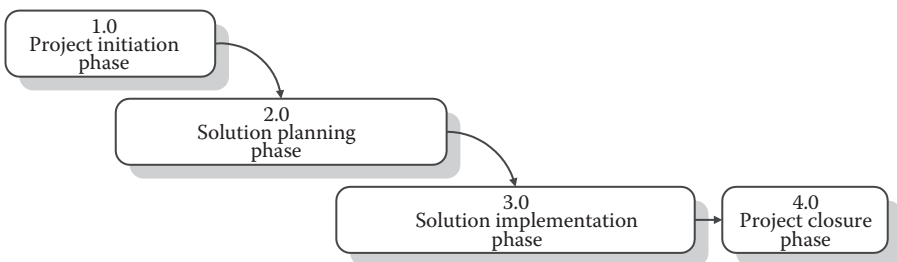 1.0
Project initiation
phase
2.0
Solution planning
phase
3.0
Solution implementation
phase
4.0
Project closure
phase